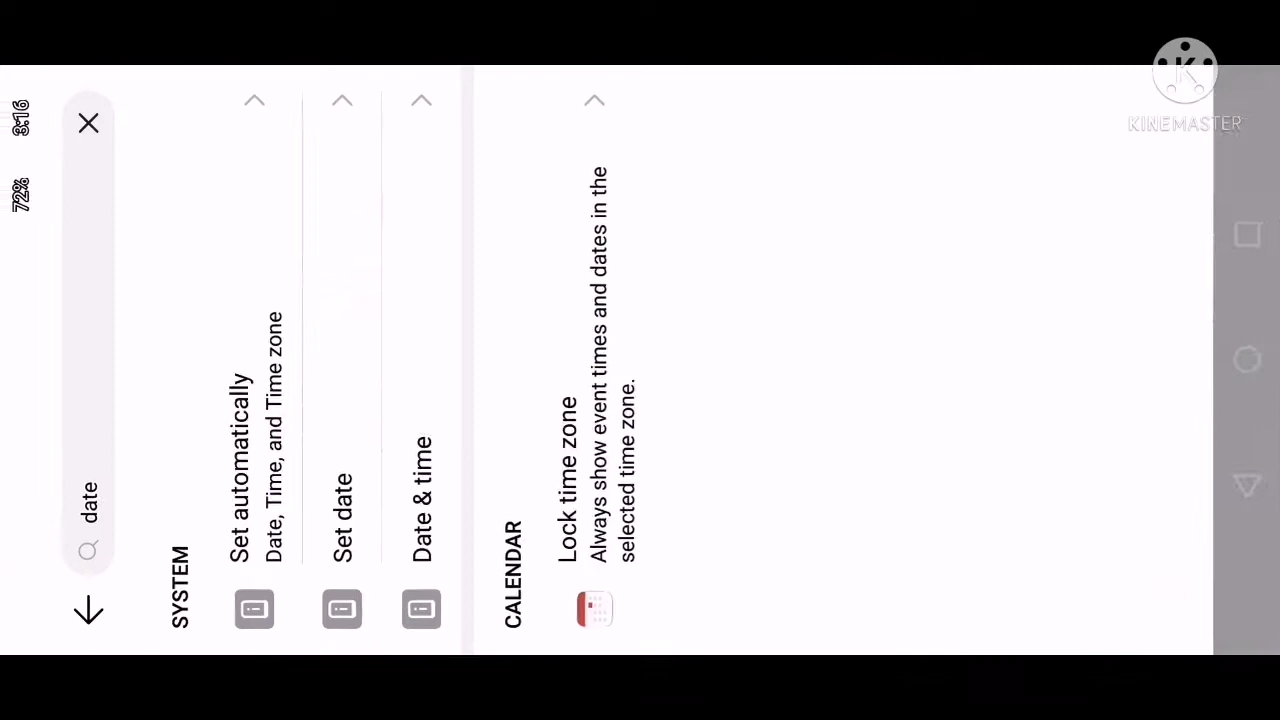 72% 3:16
date
SYSTEM
Set automatically
Date, Time, and Time zone
Set date
Date & time
CALENDAR
Lock time zone
Always show event times and dates in the
selected time zone.
KINEMASTER